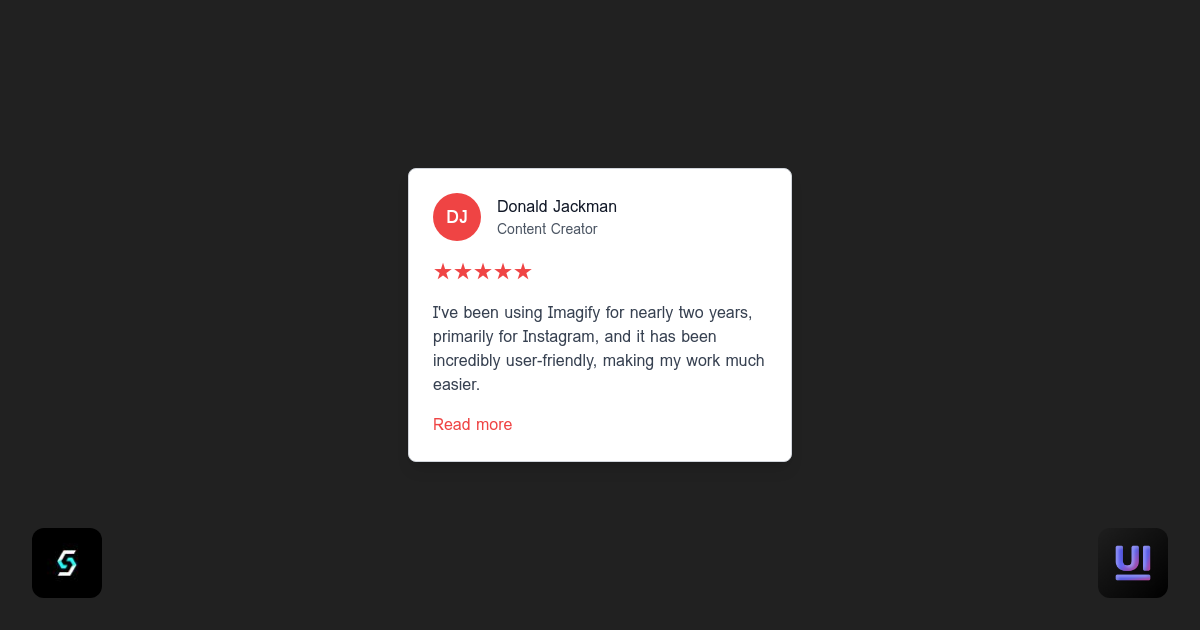 DJ
Donald Jackman
Content Creator
★★★★★
I've been using Imagify for nearly two years,
primarily for Instagram, and it has been
incredibly user-friendly, making my work much
easier.
Read more
UI